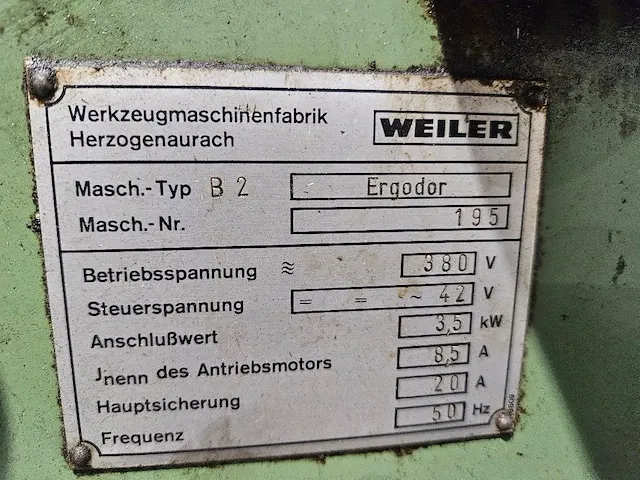 Werkzeugmaschinenfabrik
Herzogenaurach
WEILER
Masch.-Typ B 2 Ergodor
Masch.-Nr. 195
Betriebsspannung ≈ 380 V
Steuerspannung = = ~ 42 V
Anschlußwert 3,5 kW
Jnenn des Antriebsmotors 8,5 A
Hauptsicherung 20 A
Frequenz 50 Hz